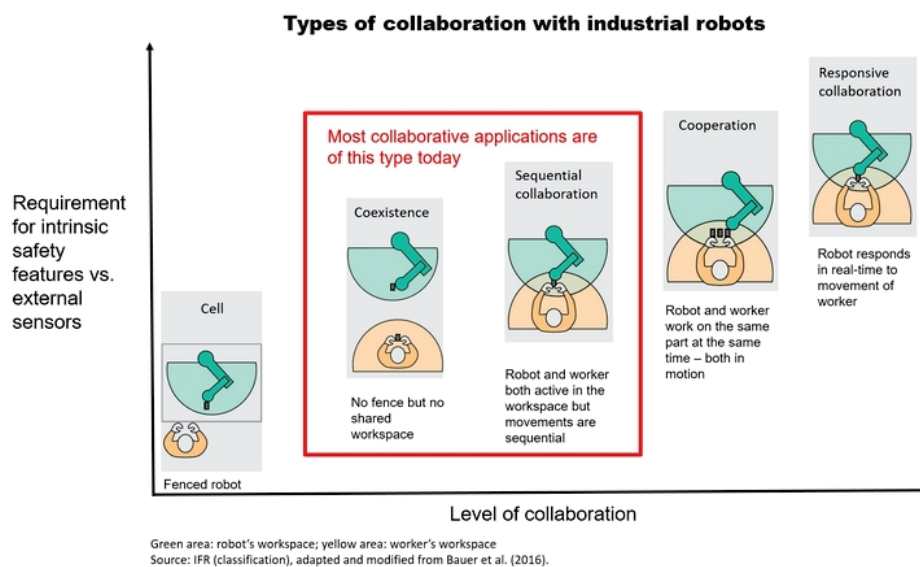 Types of collaboration with industrial robots
Responsive
collaboration
Cooperation
Most collaborative applications are
of this type today
Sequential
collaboration
Coexistence
Requirement
for intrinsic
safety
features vs.
external
sensors
Cell
Robot responds
in real-time to
movement of
worker
Robot and worker
work on the same
part at the same
time – both in
motion
Robot and worker
both active in the
workspace but
movements are
sequential
No fence but no
shared
workspace
Fenced robot
Level of collaboration
Green area: robot's workspace; yellow area: worker's workspace
Source: IFR (classification), adapted and modified from Bauer et al. (2016).